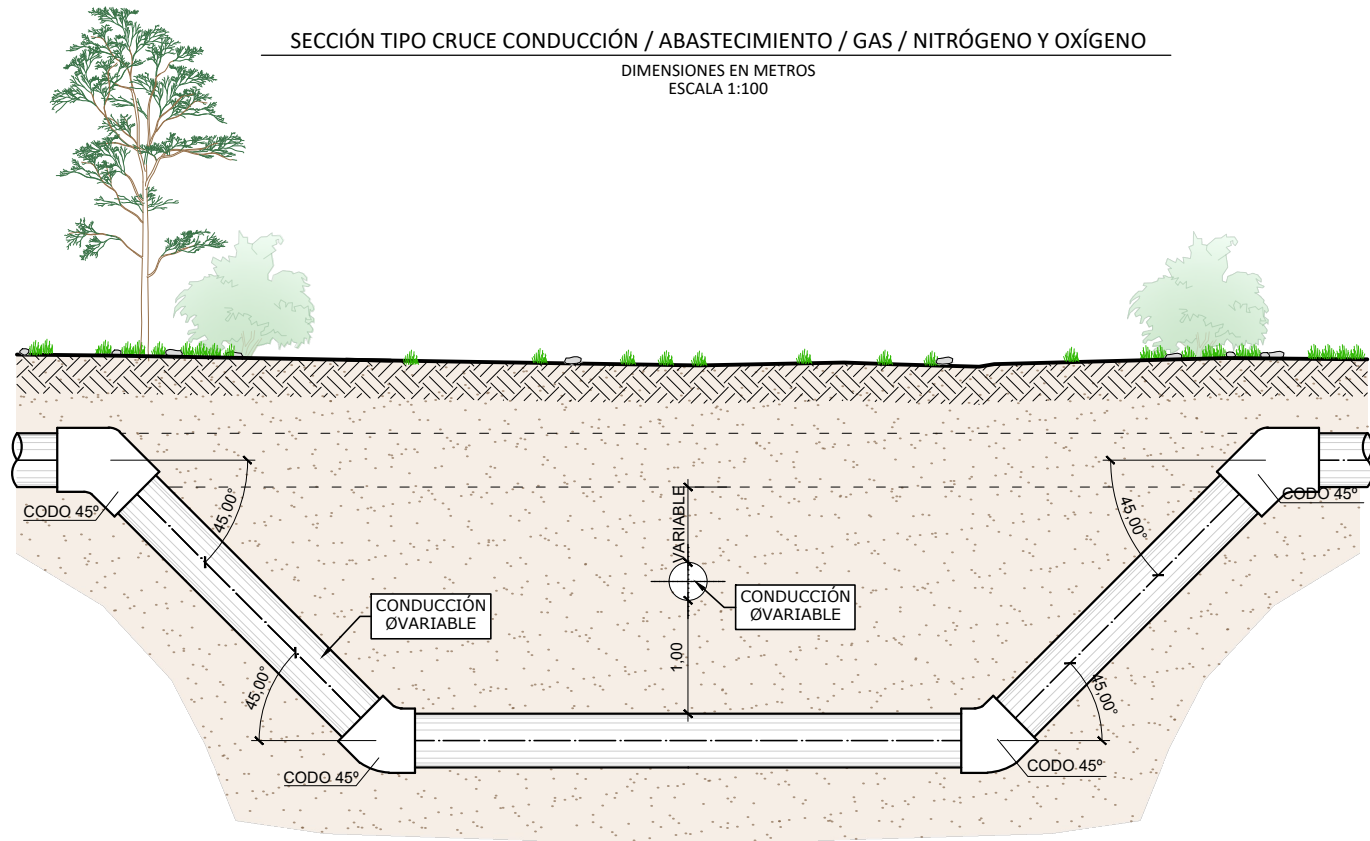 SECCIÓN TIPO CRUCE CONDUCCIÓN / ABASTECIMIENTO / GAS / NITRÓGENO Y OXÍGENO
DIMENSIONES EN METROS
ESCALA 1:100
CODO 45º
45,00°
VARIABLE
45,00°
CODO 45º
CONDUCCIÓN
ØVARIABLE
CONDUCCIÓN
ØVARIABLE
1,00
45,00°
45,00°
CODO 45º
CODO 45º